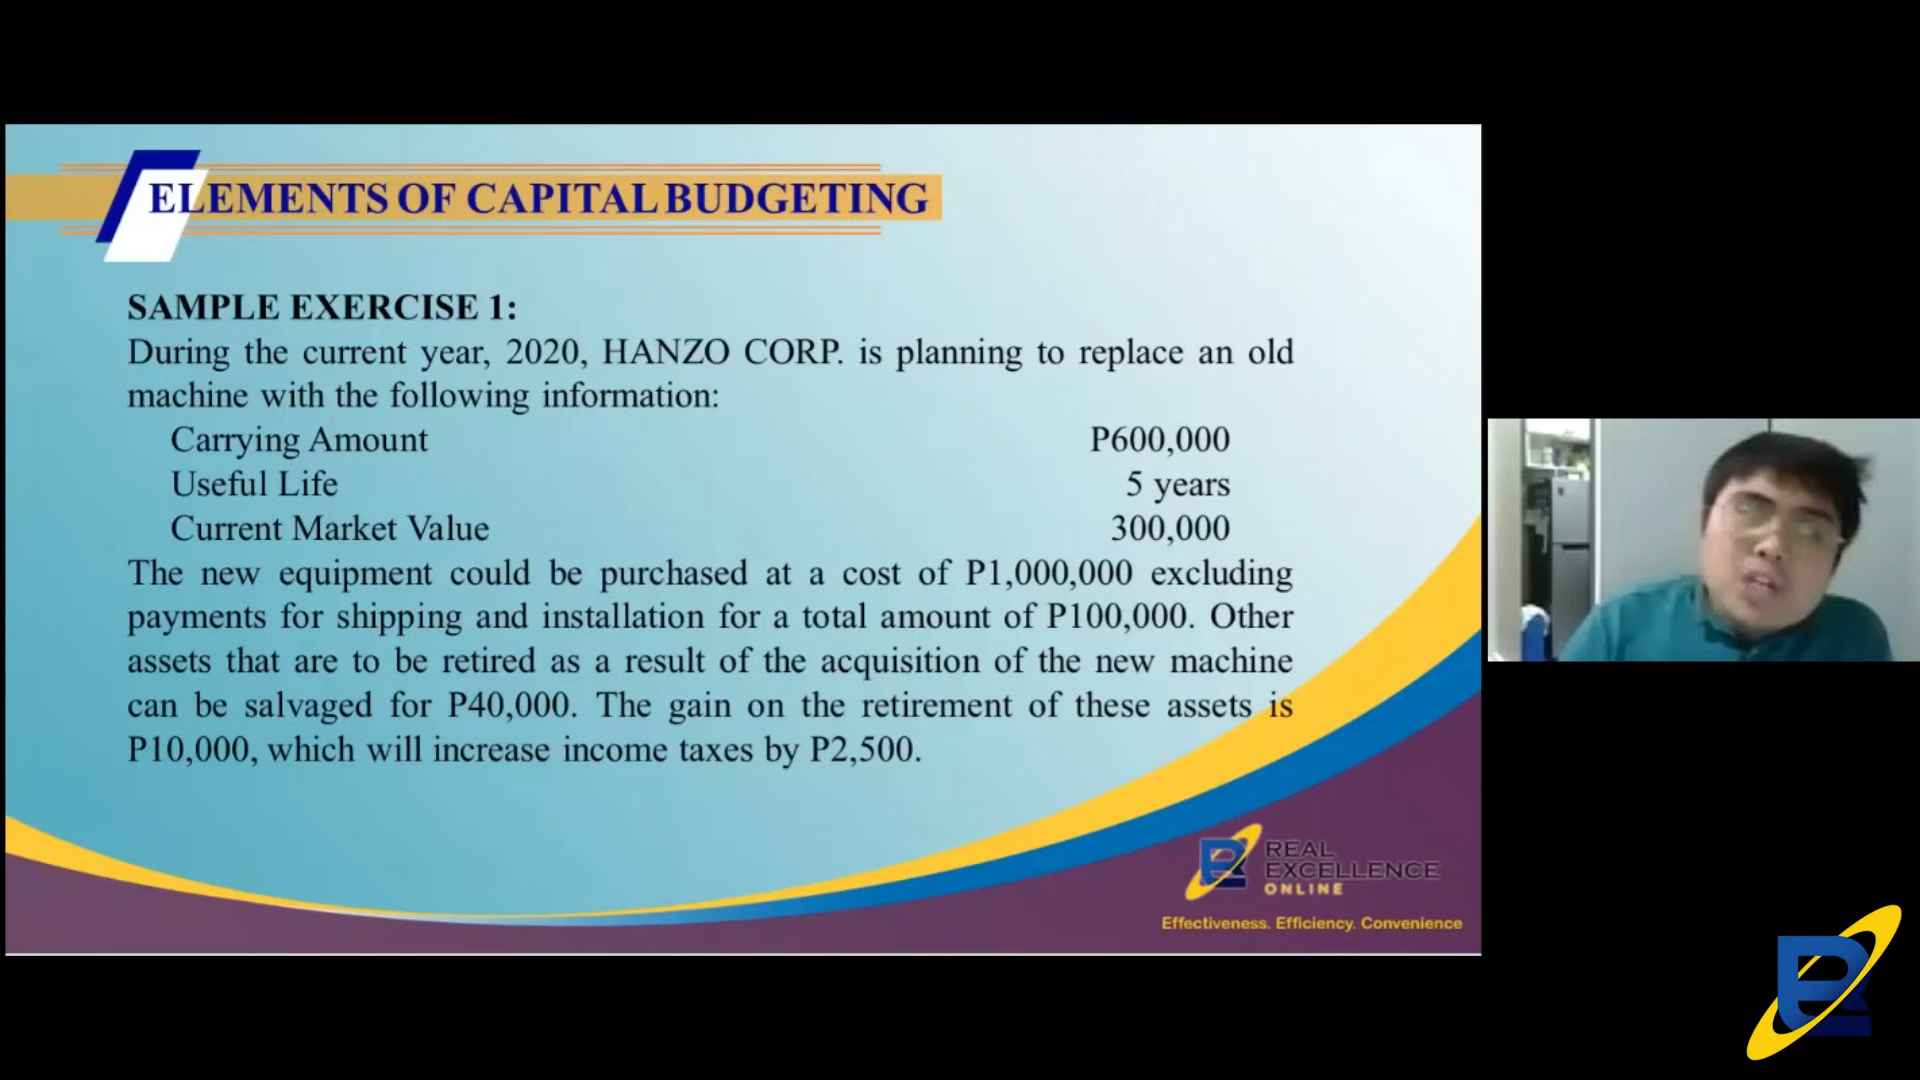 ELEMENTS OF CAPITAL BUDGETING
SAMPLE EXERCISE 1:
During the current year, 2020, HANZO CORP. is planning to replace an old
machine with the following information:
Carrying Amount P600,000
Useful Life 5 years
Current Market Value 300,000
The new equipment could be purchased at a cost of P1,000,000 excluding
payments for shipping and installation for a total amount of P100,000. Other
assets that are to be retired as a result of the acquisition of the new machine
can be salvaged for P40,000. The gain on the retirement of these assets is
P10,000, which will increase income taxes by P2,500.
REAL
EXCELLENCE
ONLINE
Effectiveness. Efficiency. Convenience